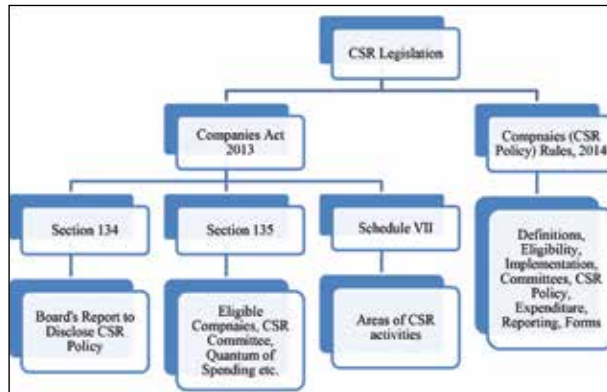 CSR Legislation
Companies Act
2013
Compnaies (CSR
Policy) Rules, 2014
Section 134
Section 135
Schedule VII
Board's Report to
Disclose CSR
Policy
Eligible
Compnaies, CSR
Committee,
Quantum of
Spending etc.
Areas of CSR
activities
Definitions,
Eligibility,
Implementation,
Committees, CSR
Policy,
Expenditure,
Reporting, Forms